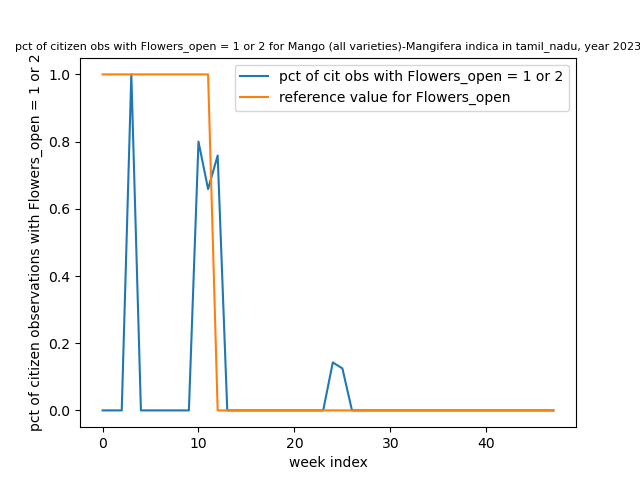 pct of citizen obs with Flowers_open = 1 or 2 for Mango (all varieties)-Mangifera indica in tamil_nadu, year 2023
pct of citizen observations with Flowers_open = 1 or 2
pct of cit obs with Flowers_open = 1 or 2
reference value for Flowers_open
1.0
0.8
0.6
0.4
0.2
0.0
0 10 20 30 40
week index